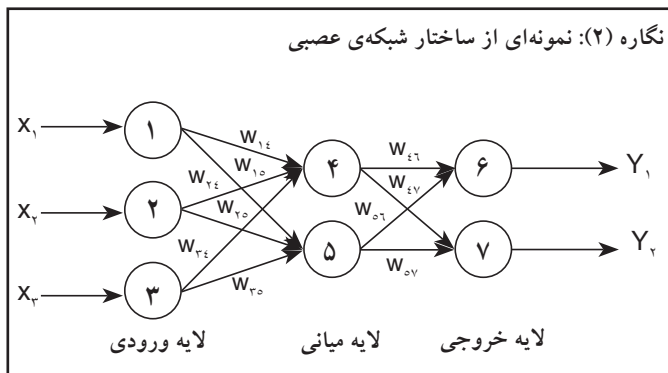 نگاره (۲): نمونه‌ای از ساختار شبکه‌ی عصبی
x۱ ۱ w۱۴ w۱۵ ۴ w۴۶ w۴۷ ۶ Y۱
x۲ ۲ w۲۴ w۲۵ ۵ w۵۶ w۵۷ ۷ Y۲
x۳ ۳ w۳۴ w۳۵
لایه ورودی لایه میانی لایه خروجی